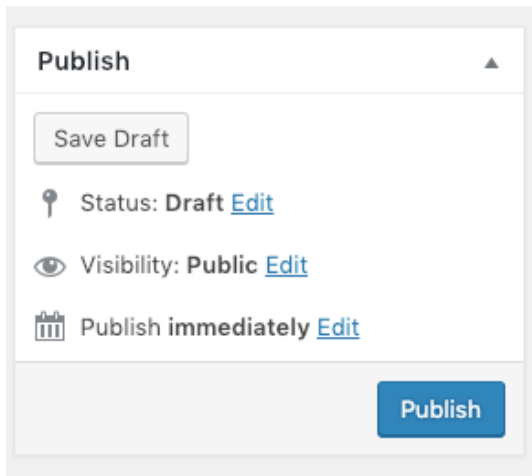 Publish
Save Draft
Status: Draft Edit
Visibility: Public Edit
Publish immediately Edit
Publish